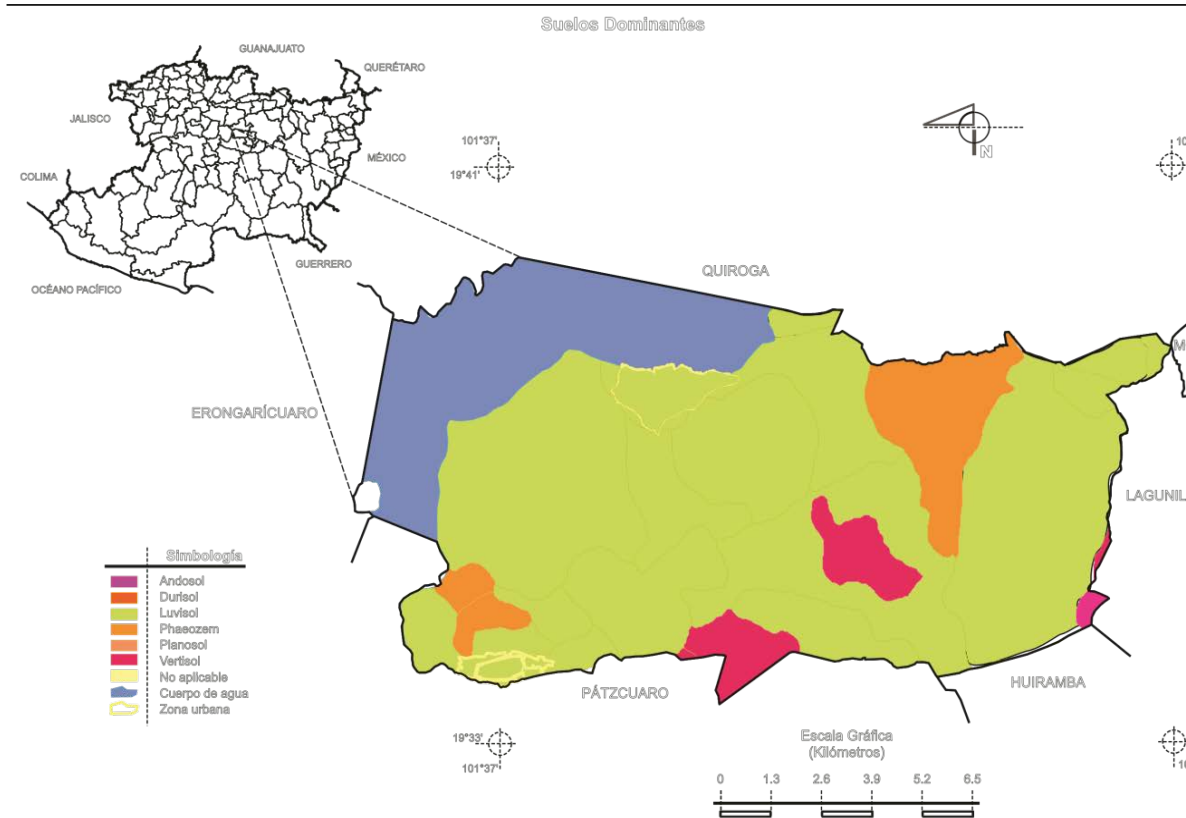 Suelos Dominantes
GUANAJUATO
QUERÉTARO
JALISCO
MÉXICO
COLIMA
GUERRERO
OCÉANO PACÍFICO
101°37'
19°41'
10
N
QUIROGA
M
ERONGARÍCUARO
LAGUNIL
PÁTZCUARO
HUIRAMBA
Simbología
Andosol
Durisol
Luvisol
Phaeozem
Planosol
Vertisol
No aplicable
Cuerpo de agua
Zona urbana
19°33'
101°37'
10
Escala Gráfica
(Kilómetros)
0 1.3 2.6 3.9 5.2 6.5